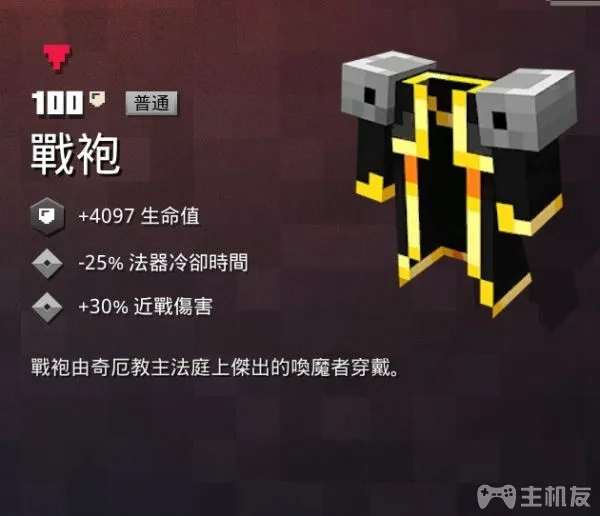 100
普通
戰袍
+4097 生命值
-25% 法器冷卻時間
+30% 近戰傷害
戰袍由奇厄教主法庭上傑出的喚魔者穿戴。
主机友